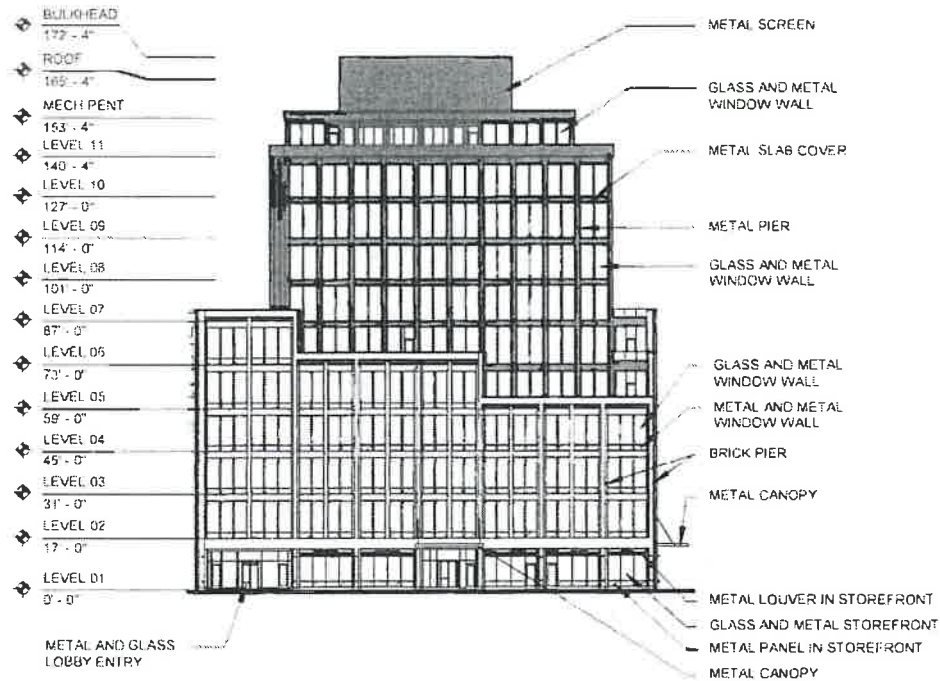 BULKHEAD
172' - 4"
ROOF
165' - 4"
MECH PENT
153' - 4"
LEVEL 11
140' - 4"
LEVEL 10
127' - 0"
LEVEL 09
114' - 0"
LEVEL 08
101' - 0"
LEVEL 07
87' - 0"
LEVEL 06
73' - 0"
LEVEL 05
59' - 0"
LEVEL 04
45' - 0"
LEVEL 03
31' - 0"
LEVEL 02
17' - 0"
LEVEL 01
0' - 0"
METAL AND GLASS
LOBBY ENTRY
METAL SCREEN
GLASS AND METAL
WINDOW WALL
METAL SLAB COVER
METAL PIER
GLASS AND METAL
WINDOW WALL
GLASS AND METAL
WINDOW WALL
METAL AND METAL
WINDOW WALL
BRICK PIER
METAL CANOPY
METAL LOUVER IN STOREFRONT
GLASS AND METAL STOREFRONT
METAL PANEL IN STOREFRONT
METAL CANOPY